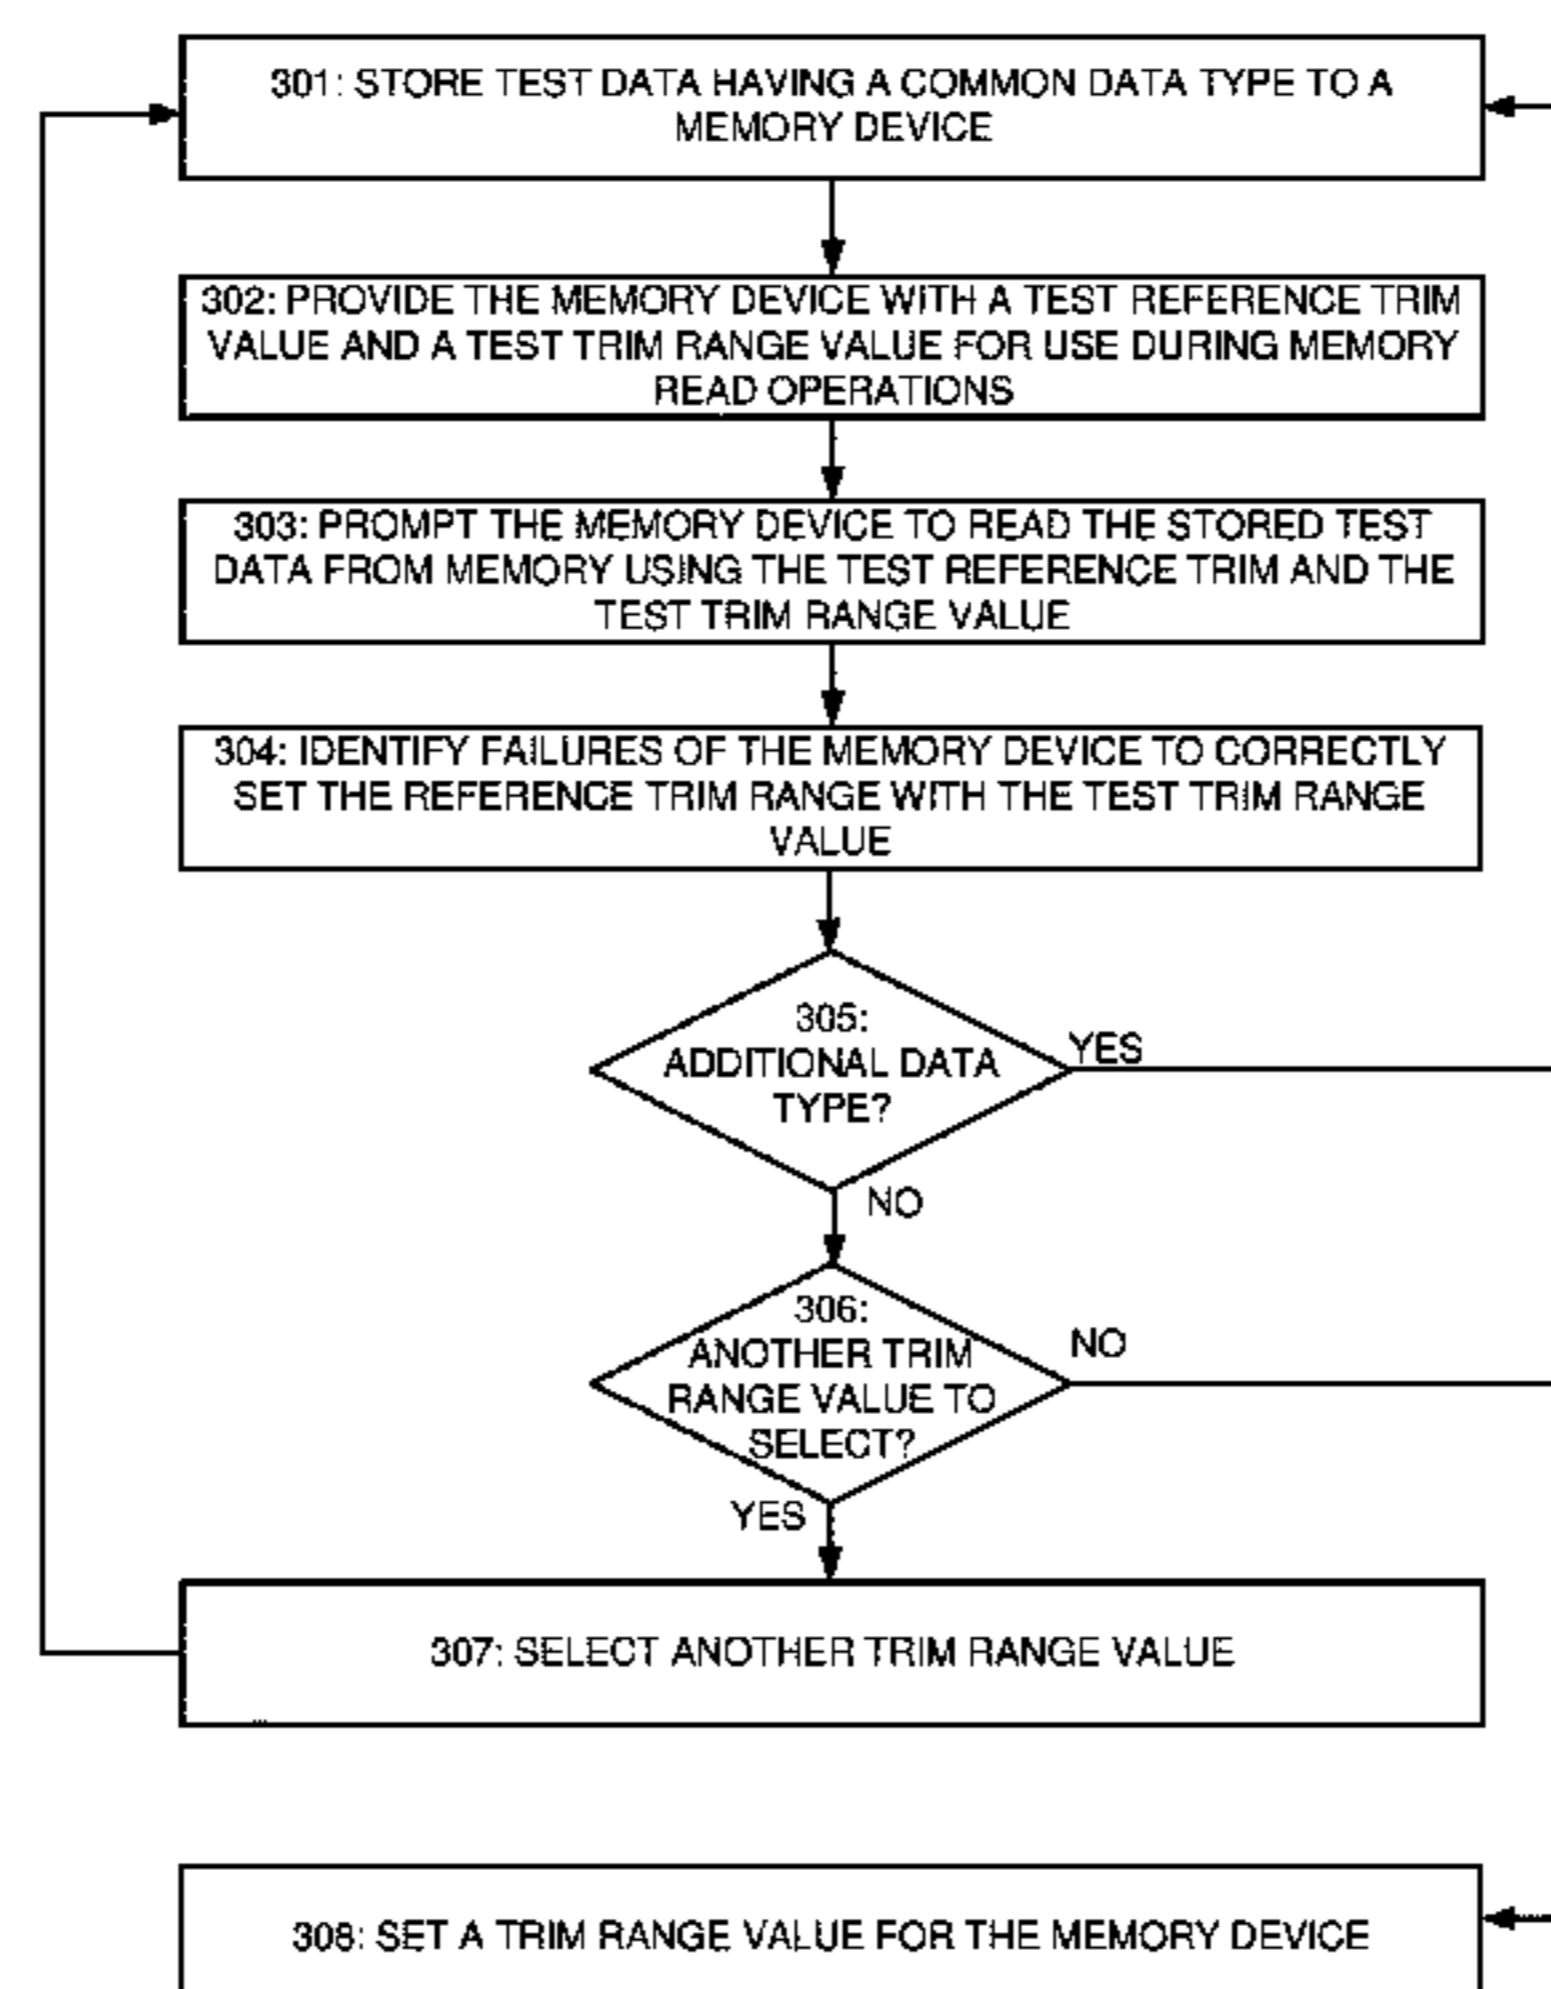 301: STORE TEST DATA HAVING A COMMON DATA TYPE TO A
MEMORY DEVICE
302: PROVIDE THE MEMORY DEVICE WITH A TEST REFERENCE TRIM
VALUE AND A TEST TRIM RANGE VALUE FOR USE DURING MEMORY
READ OPERATIONS
303: PROMPT THE MEMORY DEVICE TO READ THE STORED TEST
DATA FROM MEMORY USING THE TEST REFERENCE TRIM AND THE
TEST TRIM RANGE VALUE
304: IDENTIFY FAILURES OF THE MEMORY DEVICE TO CORRECTLY
SET THE REFERENCE TRIM RANGE WITH THE TEST TRIM RANGE
VALUE
305:
ADDITIONAL DATA
TYPE?
YES
NO
306:
ANOTHER TRIM
RANGE VALUE TO
SELECT?
NO
YES
307: SELECT ANOTHER TRIM RANGE VALUE
308: SET A TRIM RANGE VALUE FOR THE MEMORY DEVICE